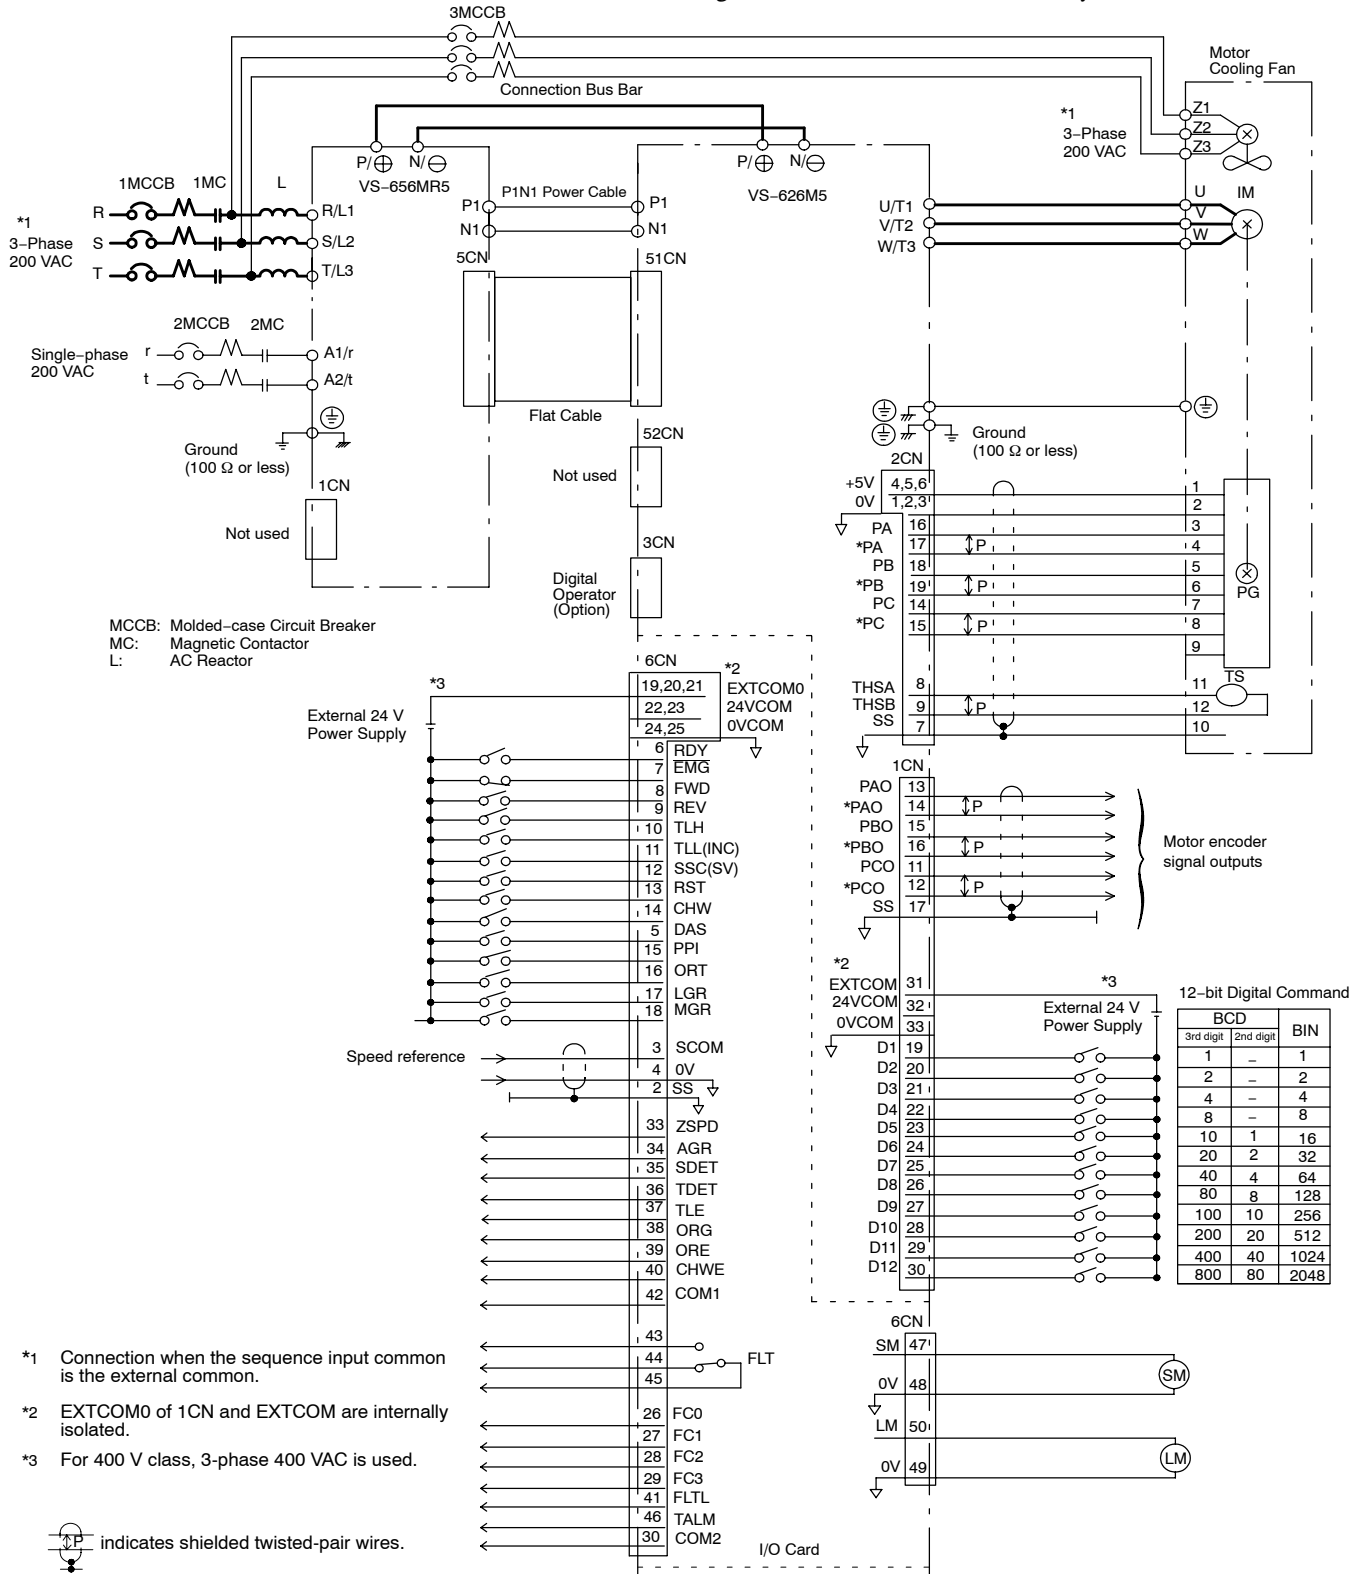 3MCCB
Connection Bus Bar
Motor
Cooling Fan
*1
3-Phase
200 VAC
Z1
Z2
Z3
P/⊕ N/⊖
VS-656MR5
P/⊕ N/⊖
VS-626M5
1MCCB 1MC L
*1
3-Phase
200 VAC
R
S
T
R/L1
S/L2
T/L3
P1N1 Power Cable
P1
N1
P1
N1
U/T1
V/T2
W/T3
U
V
W
IM
5CN
51CN
Flat Cable
2MCCB 2MC
Single-phase
200 VAC
r
t
A1/r
A2/t
Ground
(100 Ω or less)
1CN
Not used
52CN
Not used
3CN
Digital
Operator
(Option)
Ground
(100 Ω or less)
2CN
+5V 4,5,6
0V 1,2,3
PA 16
*PA 17
PB 18
*PB 19
PC 14
*PC 15
THSA 8
THSB 9
SS 7
P
P
P
P
1
2
3
4
5
6
7
8
9
11
12
10
PG
TS
MCCB: Molded-case Circuit Breaker
MC: Magnetic Contactor
L: AC Reactor
*3
External 24 V
Power Supply
6CN
*2
19,20,21 EXTCOM0
22,23 24VCOM
24,25 0VCOM
6 RDY
7 EMG
8 FWD
9 REV
10 TLH
11 TLL(INC)
12 SSC(SV)
13 RST
14 CHW
5 DAS
15 PPI
16 ORT
17 LGR
18 MGR
Speed reference
3 SCOM
4 0V
2 SS
33 ZSPD
34 AGR
35 SDET
36 TDET
37 TLE
38 ORG
39 ORE
40 CHWE
42 COM1
43
44
45
FLT
26 FC0
27 FC1
28 FC2
29 FC3
41 FLTL
46 TALM
30 COM2
I/O Card
1CN
PAO 13
*PAO 14
PBO 15
*PBO 16
PCO 11
*PCO 12
SS 17
P
P
P
Motor encoder
signal outputs
*2
EXTCOM 31
24VCOM 32
0VCOM 33
*3
External 24 V
Power Supply
D1 19
D2 20
D3 21
D4 22
D5 23
D6 24
D7 25
D8 26
D9 27
D10 28
D11 29
D12 30
12-bit Digital Command
BCD BIN
3rd digit 2nd digit
1 – 1
2 – 2
4 – 4
8 – 8
10 1 16
20 2 32
40 4 64
80 8 128
100 10 256
200 20 512
400 40 1024
800 80 2048
6CN
SM 47
0V 48
LM 50
0V 49
SM
LM
*1 Connection when the sequence input common
is the external common.
*2 EXTCOM0 of 1CN and EXTCOM are internally
isolated.
*3 For 400 V class, 3-phase 400 VAC is used.
P indicates shielded twisted-pair wires.